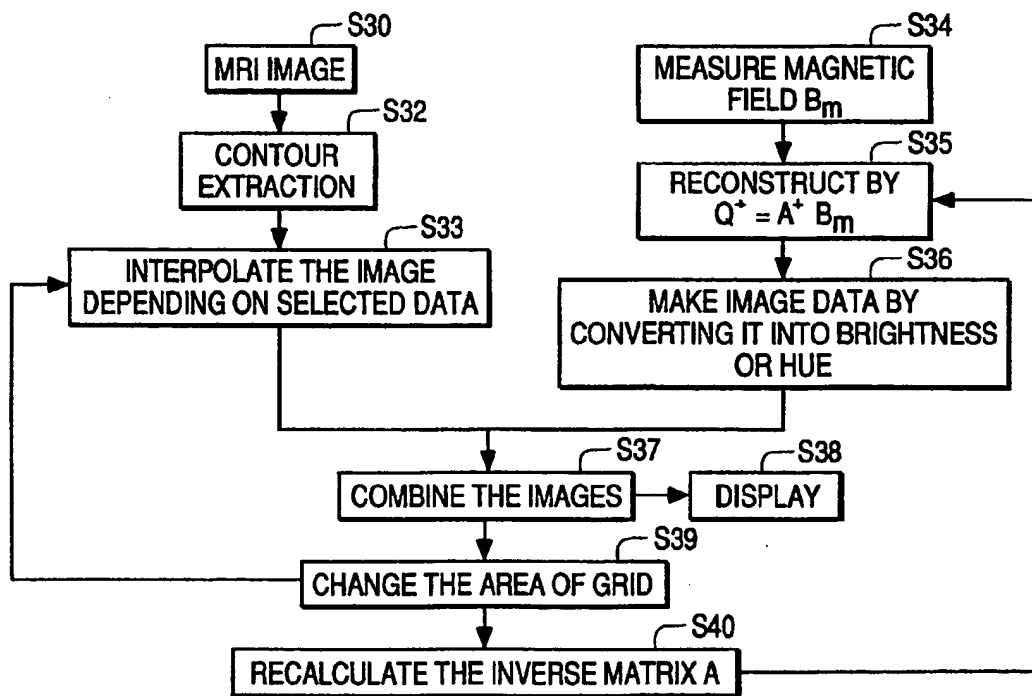 S30
MRI IMAGE
S32
CONTOUR
EXTRACTION
S33
INTERPOLATE THE IMAGE
DEPENDING ON SELECTED DATA
S34
MEASURE MAGNETIC
FIELD Bm
S35
RECONSTRUCT BY
Q+ = A+ Bm
S36
MAKE IMAGE DATA BY
CONVERTING IT INTO BRIGHTNESS
OR HUE
S37
COMBINE THE IMAGES
S38
DISPLAY
S39
CHANGE THE AREA OF GRID
S40
RECALCULATE THE INVERSE MATRIX A